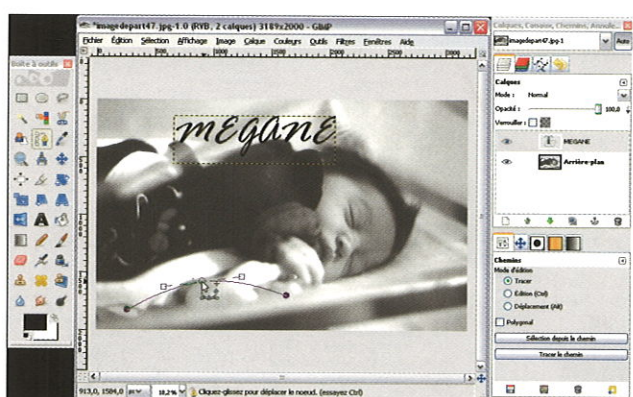 *imagedepart47.jpg-1.0 (RVB, 2 calques) 3189x2000 - GIMP
Fichier Édition Sélection Affichage Image Calque Couleurs Outils Filtres Fenêtres Aide
Boîte à outils
MEGANE
913,0, 1584,0 px 18,2% Cliquez-glissez pour déplacer le noeud. (essayez Ctrl)
Calques, Canaux, Chemins, Annule...
imagedepart47.jpg-1 Auto
Calques
Mode : Normal
Opacité : 100,0
Verrouiller :
MEGANE
Arrière-plan
Chemins
Mode d'édition
Tracer
Édition (Ctrl)
Déplacement (Alt)
Polygonal
Sélection depuis le chemin
Tracer le chemin